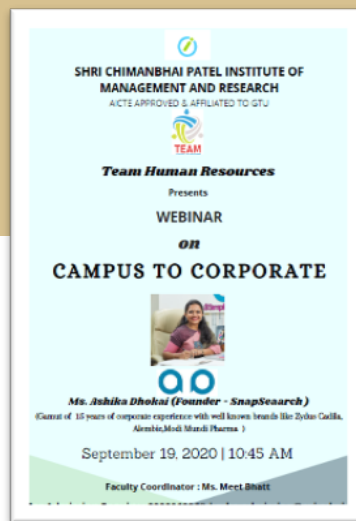 SHRI CHIMANBHAI PATEL INSTITUTE OF
MANAGEMENT AND RESEARCH
AICTE APPROVED & AFFILIATED TO GTU
TEAM
Team Human Resources
Presents
WEBINAR
on
CAMPUS TO CORPORATE
Ms. Ashika Dhokai (Founder - SnapSeaarch)
(Gamut of 15 years of corporate experience with well known brands like Zydus Cadila,
Alembic,Modi Mundi Pharma )
September 19, 2020 | 10:45 AM
Faculty Coordinator : Ms. Meet Bhatt